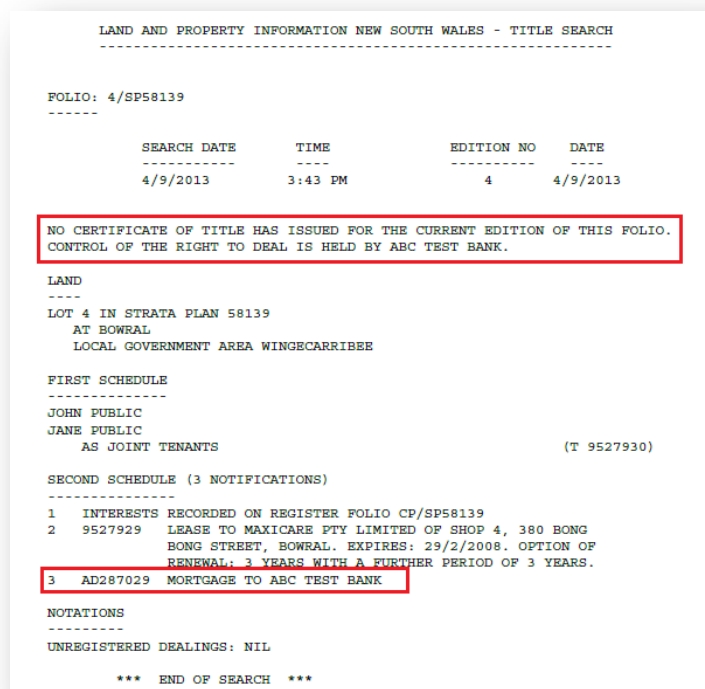 LAND AND PROPERTY INFORMATION NEW SOUTH WALES - TITLE SEARCH
-------------------------------------------------------------
FOLIO: 4/SP58139
------
SEARCH DATE TIME EDITION NO DATE
----------- ---- ---------- ----
4/9/2013 3:43 PM 4 4/9/2013
NO CERTIFICATE OF TITLE HAS ISSUED FOR THE CURRENT EDITION OF THIS FOLIO.
CONTROL OF THE RIGHT TO DEAL IS HELD BY ABC TEST BANK.
LAND
----
LOT 4 IN STRATA PLAN 58139
AT BOWRAL
LOCAL GOVERNMENT AREA WINGECARRIBEE
FIRST SCHEDULE
--------------
JOHN PUBLIC
JANE PUBLIC
AS JOINT TENANTS (T 9527930)
SECOND SCHEDULE (3 NOTIFICATIONS)
---------------
1 INTERESTS RECORDED ON REGISTER FOLIO CP/SP58139
2 9527929 LEASE TO MAXICARE PTY LIMITED OF SHOP 4, 380 BONG
BONG STREET, BOWRAL. EXPIRES: 29/2/2008. OPTION OF
RENEWAL: 3 YEARS WITH A FURTHER PERIOD OF 3 YEARS.
3 AD287029 MORTGAGE TO ABC TEST BANK
NOTATIONS
---------
UNREGISTERED DEALINGS: NIL
*** END OF SEARCH ***